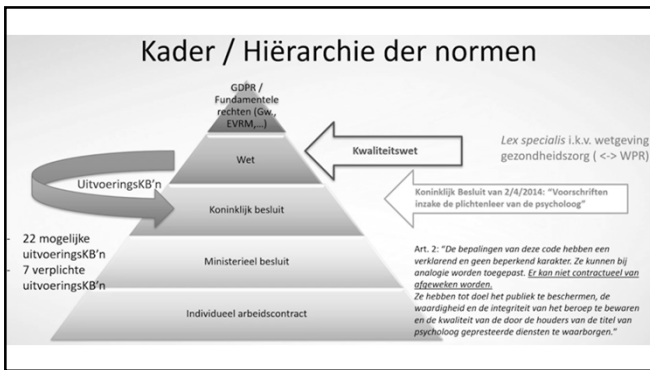 Kader / Hiërarchie der normen
GDPR /
Fundamentele
rechten (Gw.,
EVRM,...)
Wet
Kwaliteitswet
Lex specialis i.k.v. wetgeving
gezondheidszorg ( <-> WPR)
UitvoeringsKB'n
Koninklijk besluit
Koninklijk Besluit van 2/4/2014: "Voorschriften
inzake de plichtenleer van de psycholoog"
- 22 mogelijke
uitvoeringsKB'n
- 7 verplichte
uitvoeringsKB'n
Ministerieel besluit
Individueel arbeidscontract
Art. 2: "De bepalingen van deze code hebben een
verklarend en geen beperkend karakter. Ze kunnen bij
analogie worden toegepast. Er kan niet contractueel van
afgeweken worden.
Ze hebben tot doel het publiek te beschermen, de
waardigheid en de integriteit van het beroep te bewaren
en de kwaliteit van de door de houders van de titel van
psycholoog gepresteerde diensten te waarborgen."